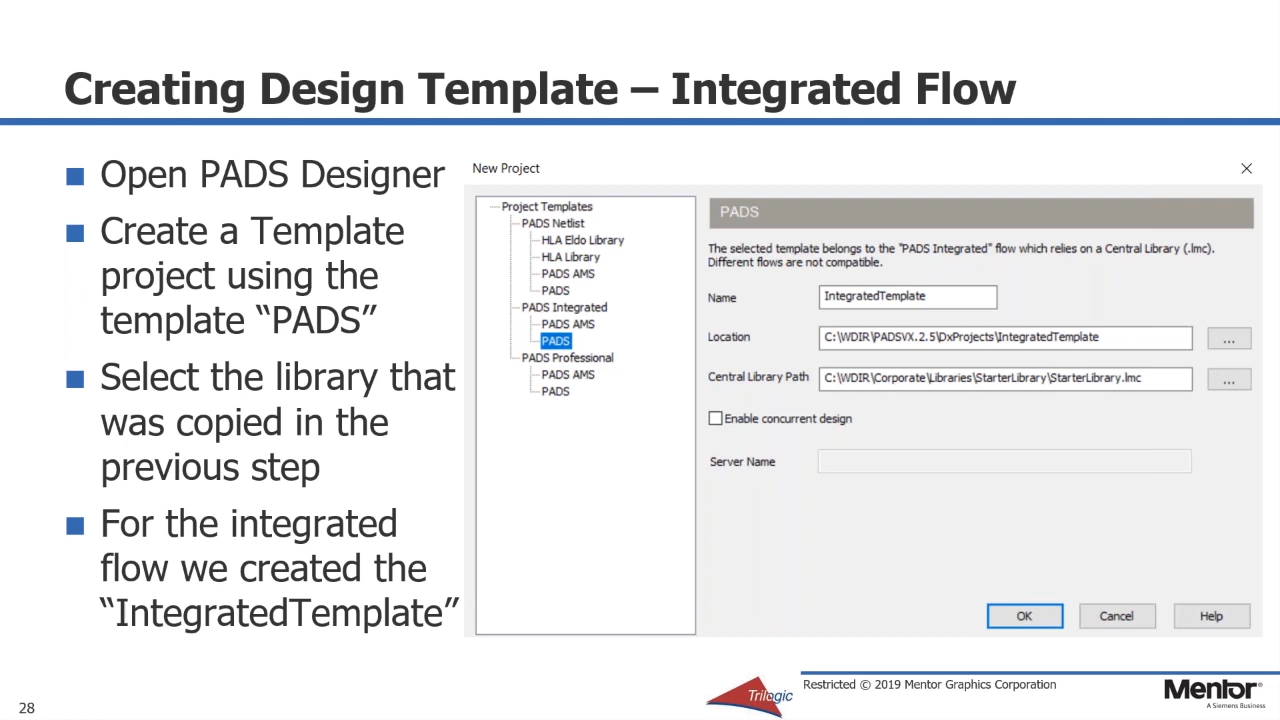 Creating Design Template – Integrated Flow
Open PADS Designer
Create a Template
project using the
template “PADS”
Select the library that
was copied in the
previous step
For the integrated
flow we created the
“IntegratedTemplate”
New Project
Project Templates
PADS Netlist
HLA Eldo Library
HLA Library
PADS AMS
PADS
PADS Integrated
PADS AMS
PADS
PADS Professional
PADS AMS
PADS
PADS
The selected template belongs to the "PADS Integrated" flow which relies on a Central Library (.lmc).
Different flows are not compatible.
Name IntegratedTemplate
Location C:\WDIR\PADSVX.2.5\DxProjects\IntegratedTemplate ...
Central Library Path C:\WDIR\Corporate\Libraries\StarterLibrary\StarterLibrary.lmc ...
Enable concurrent design
Server Name
OK Cancel Help
28
Trilogic
Restricted © 2019 Mentor Graphics Corporation
Mentor®
A Siemens Business